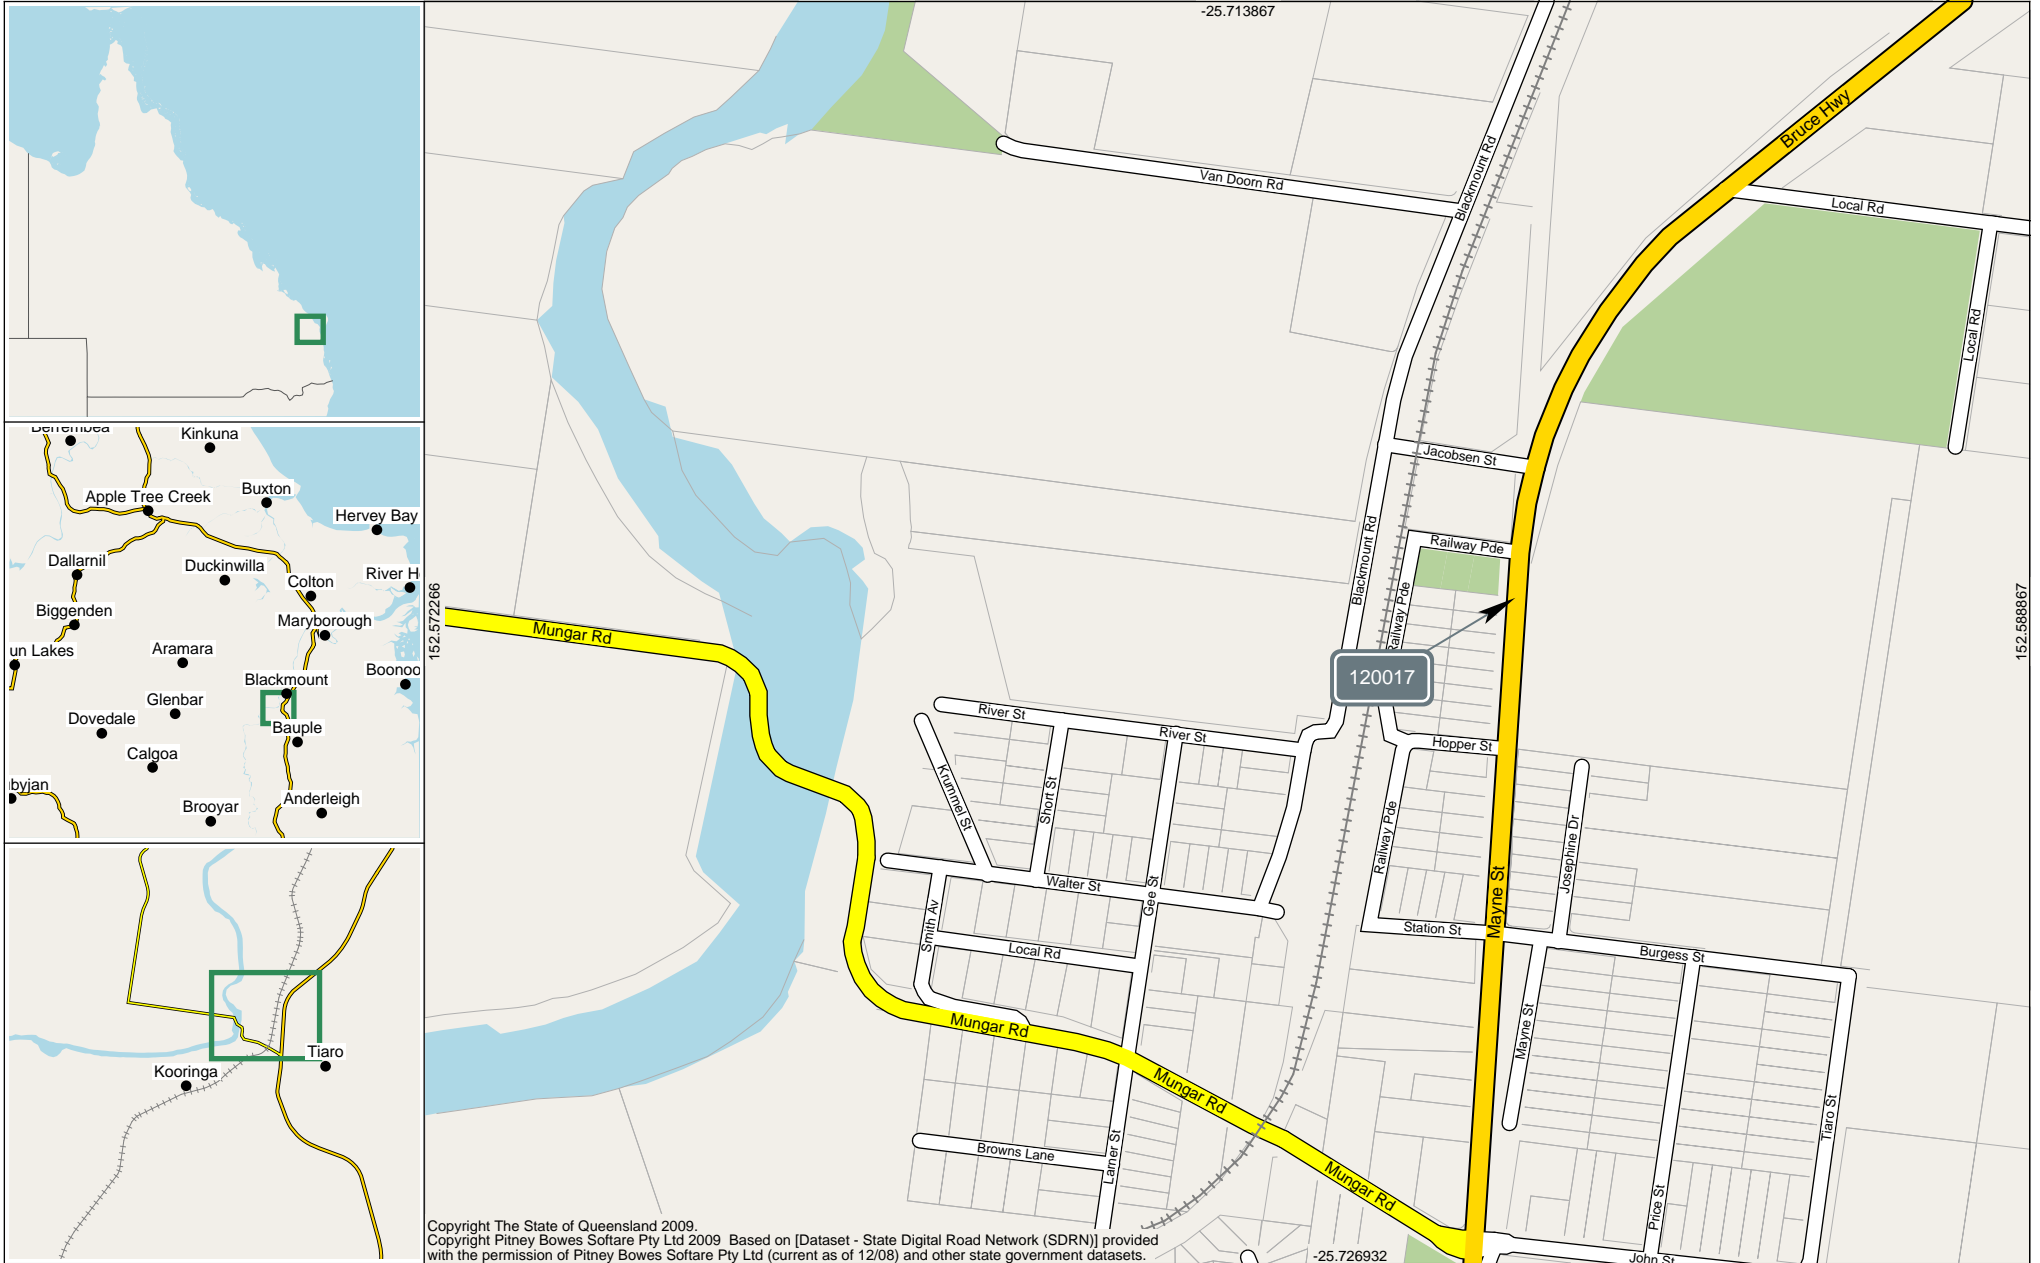 Berrembea
Kinkuna
Apple Tree Creek
Buxton
Hervey Bay
Dallarnil
Duckinwilla
Colton
River H
Biggenden
Maryborough
un Lakes
Aramara
Boonoo
Blackmount
Glenbar
Dovedale
Bauple
Calgoa
byjan
Brooyar
Anderleigh
Tiaro
Kooringa
-25.713867
152.572266
152.588867
-25.726932
Bruce Hwy
Blackmount Rd
Van Doorn Rd
Local Rd
Local Rd
Jacobsen St
Railway Pde
Blackmount Rd
Railway Pde
Mungar Rd
120017
River St
River St
Hopper St
Krummel St
Short St
Railway Pde
Josephine Dr
Walter St
Gee St
Mayne St
Smith Av
Station St
Local Rd
Burgess St
Mungar Rd
Mayne St
Mungar Rd
Tiaro St
Browns Lane
Larner St
Mungar Rd
Price St
John St
Copyright The State of Queensland 2009.
Copyright Pitney Bowes Softare Pty Ltd 2009 Based on [Dataset - State Digital Road Network (SDRN)] provided
with the permission of Pitney Bowes Softare Pty Ltd (current as of 12/08) and other state government datasets.